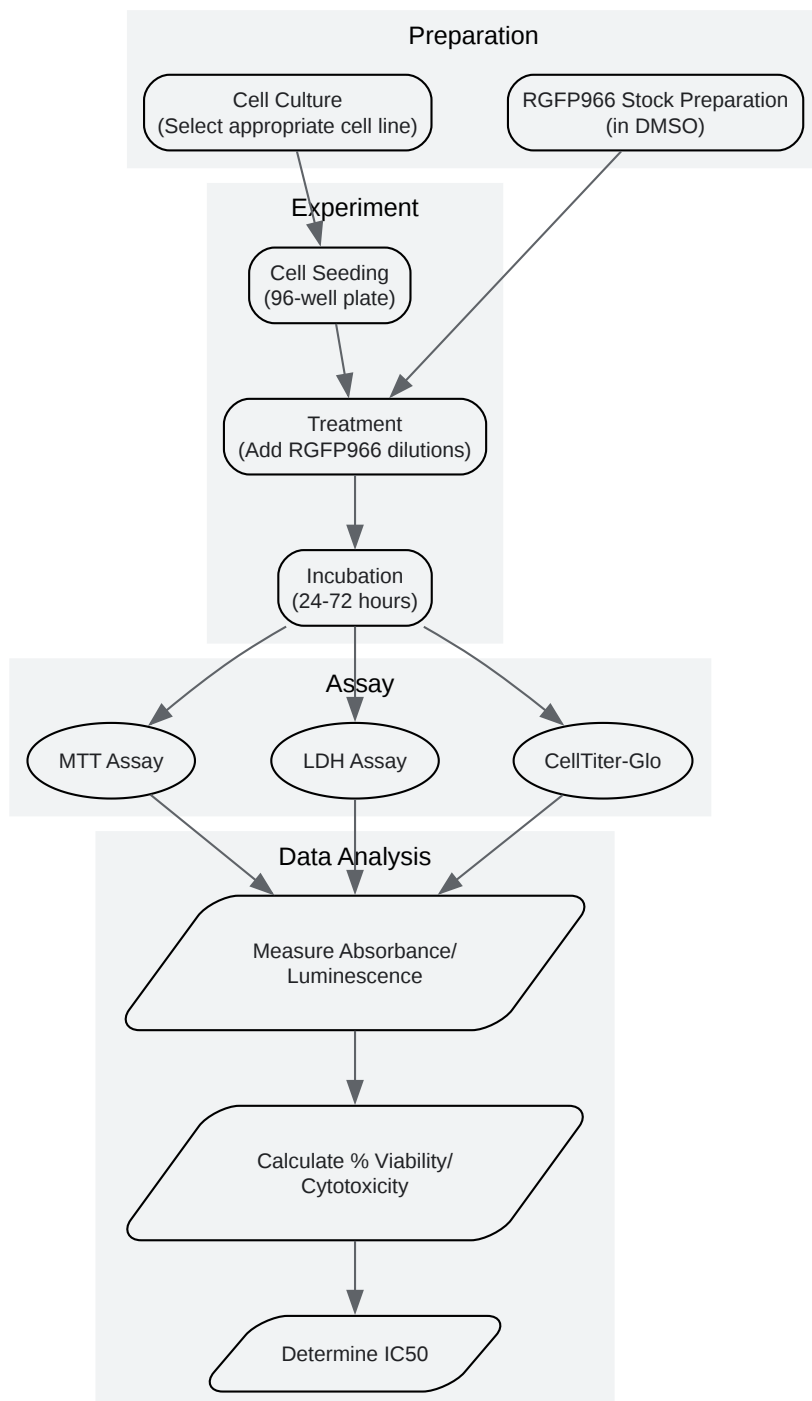 Preparation
Cell Culture
(Select appropriate cell line)
RGFP966 Stock Preparation
(in DMSO)
Experiment
Cell Seeding
(96-well plate)
Treatment
(Add RGFP966 dilutions)
Incubation
(24-72 hours)
Assay
MTT Assay
LDH Assay
CellTiter-Glo
Data Analysis
Measure Absorbance/
Luminescence
Calculate % Viability/
Cytotoxicity
Determine IC50